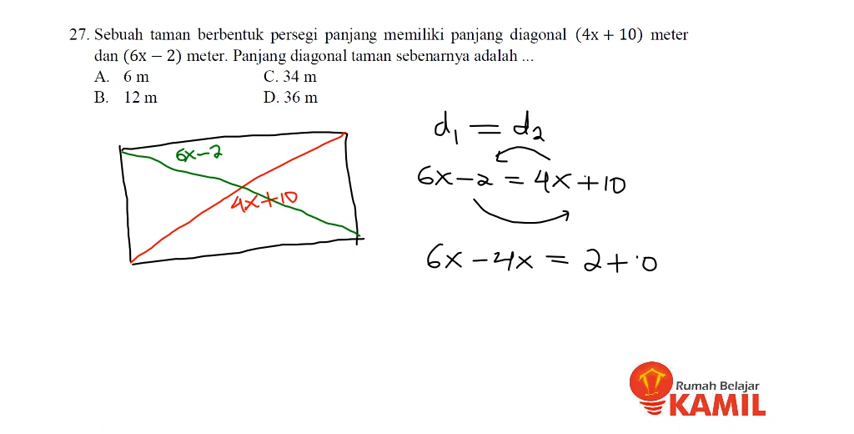 27. Sebuah taman berbentuk persegi panjang memiliki panjang diagonal (4x + 10) meter
dan (6x − 2) meter. Panjang diagonal taman sebenarnya adalah ...
A. 6 m C. 34 m
B. 12 m D. 36 m
6x−2
4x+10
d₁ = d₂
6x−2 = 4x+10
6x −4x = 2+ 0
Rumah Belajar
KAMIL